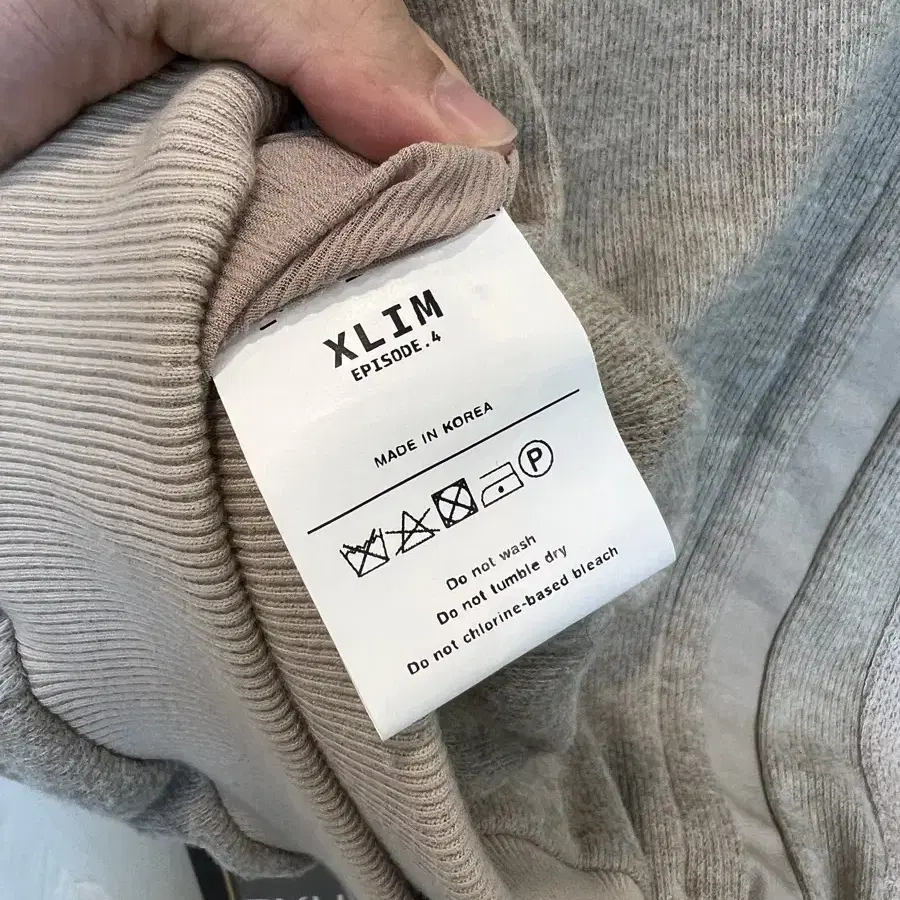 XLIM
EPISODE.4
MADE IN KOREA
P
Do not wash
Do not tumble dry
Do not chlorine-based bleach